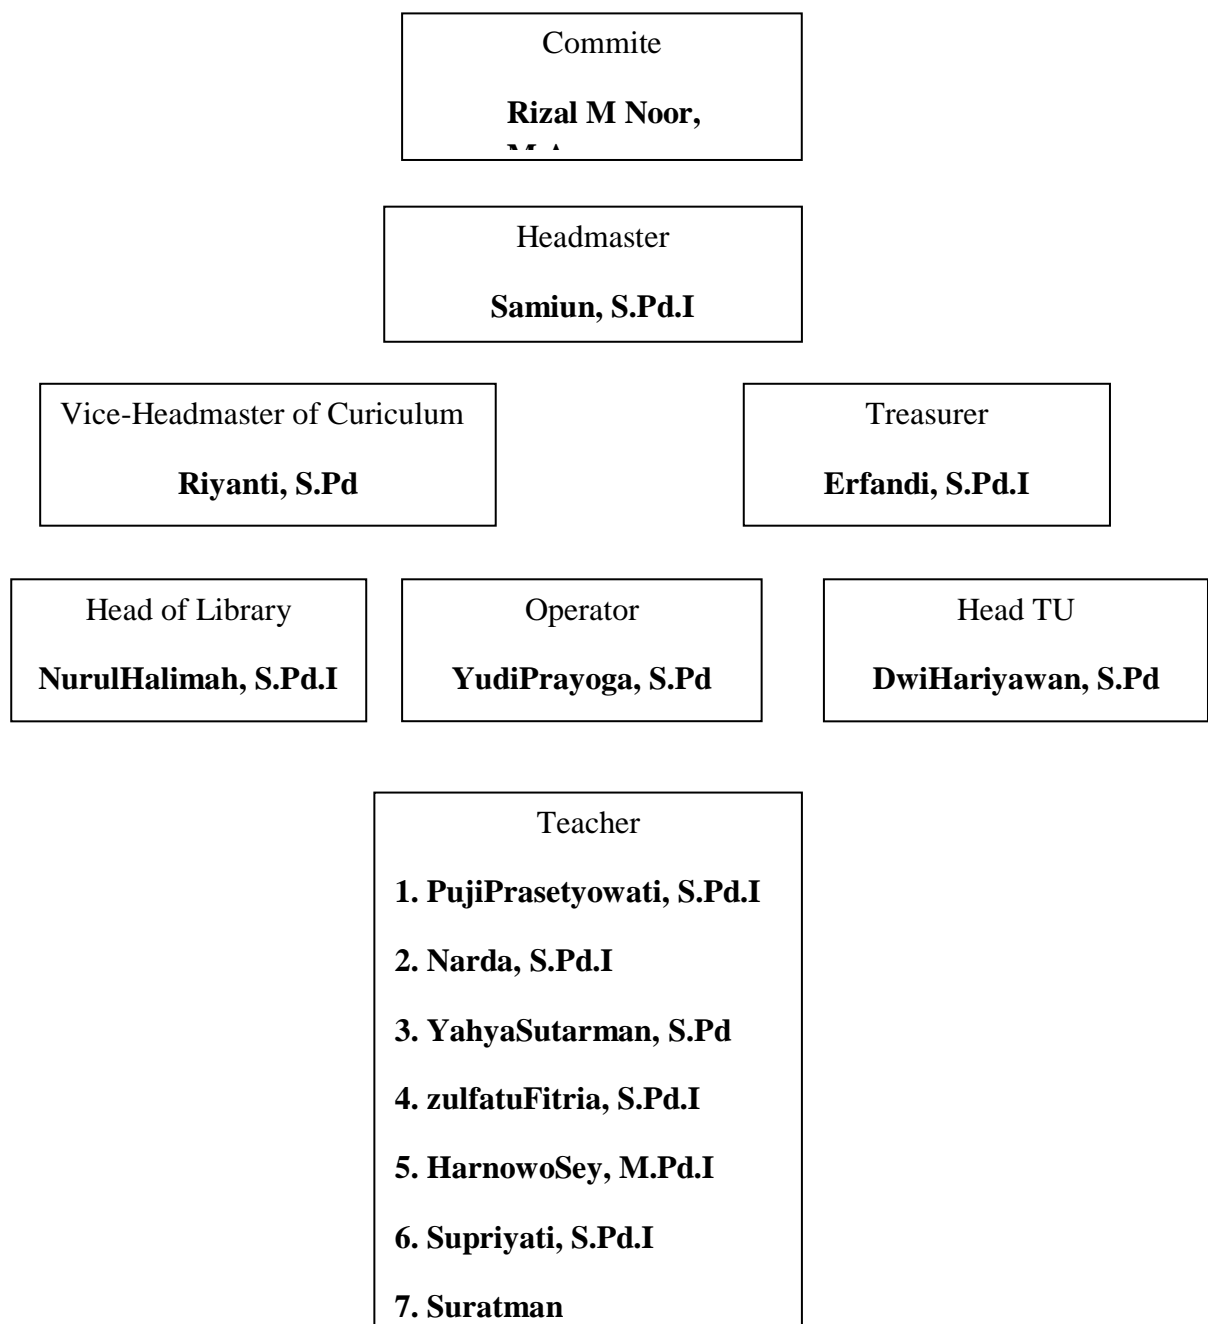 Commite
Rizal M Noor,
Headmaster
Samiun, S.Pd.I
Vice-Headmaster of Curiculum
Riyanti, S.Pd
Treasurer
Erfandi, S.Pd.I
Head of Library
NurulHalimah, S.Pd.I
Operator
YudiPrayoga, S.Pd
Head TU
DwiHariyawan, S.Pd
Teacher
1. PujiPrasetyowati, S.Pd.I
2. Narda, S.Pd.I
3. YahyaSutarman, S.Pd
4. zulfatuFitria, S.Pd.I
5. HarnowoSey, M.Pd.I
6. Supriyati, S.Pd.I
7. Suratman